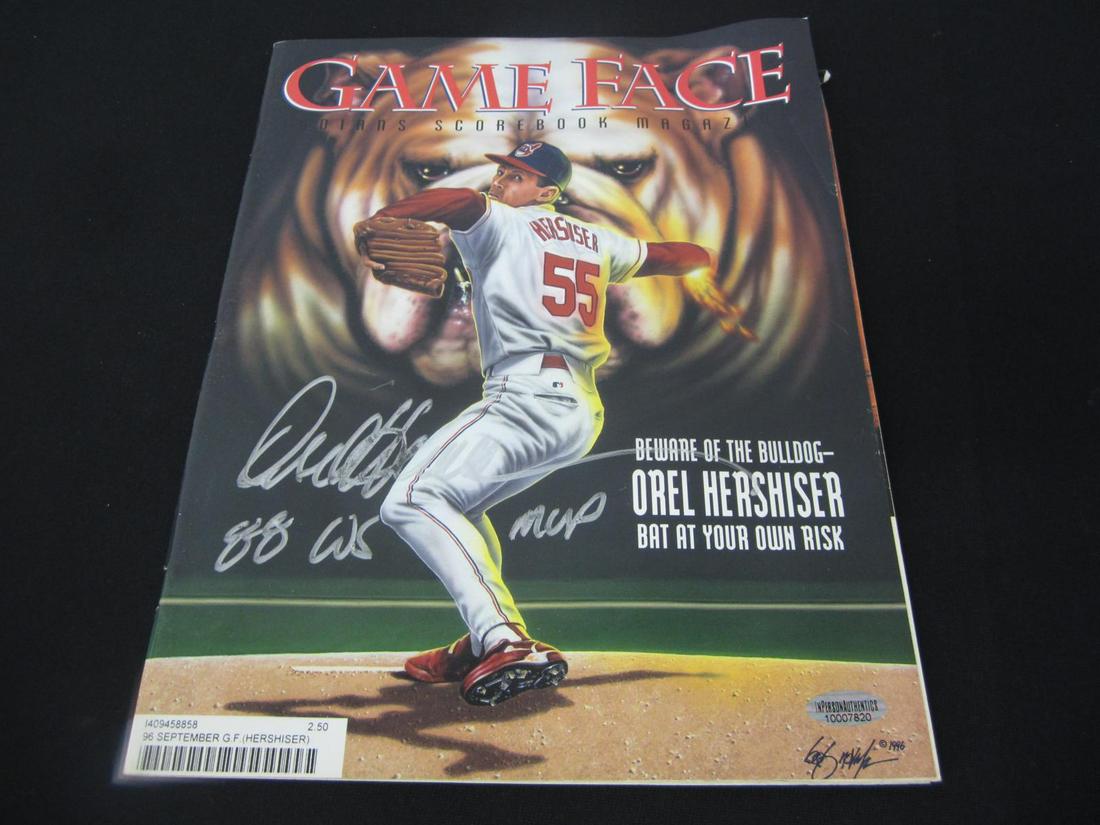 GAME FACE
DIANS SCOREBOOK MAGAZI
HERSHISER
55
BEWARE OF THE BULLDOG–
OREL HERSHISER
BAT AT YOUR OWN RISK
88 WS MVP
INPERSONAUTHENTICS
10007820
I409458858 2.50
96 SEPTEMBER G.F.(HERSHISER)
©1996